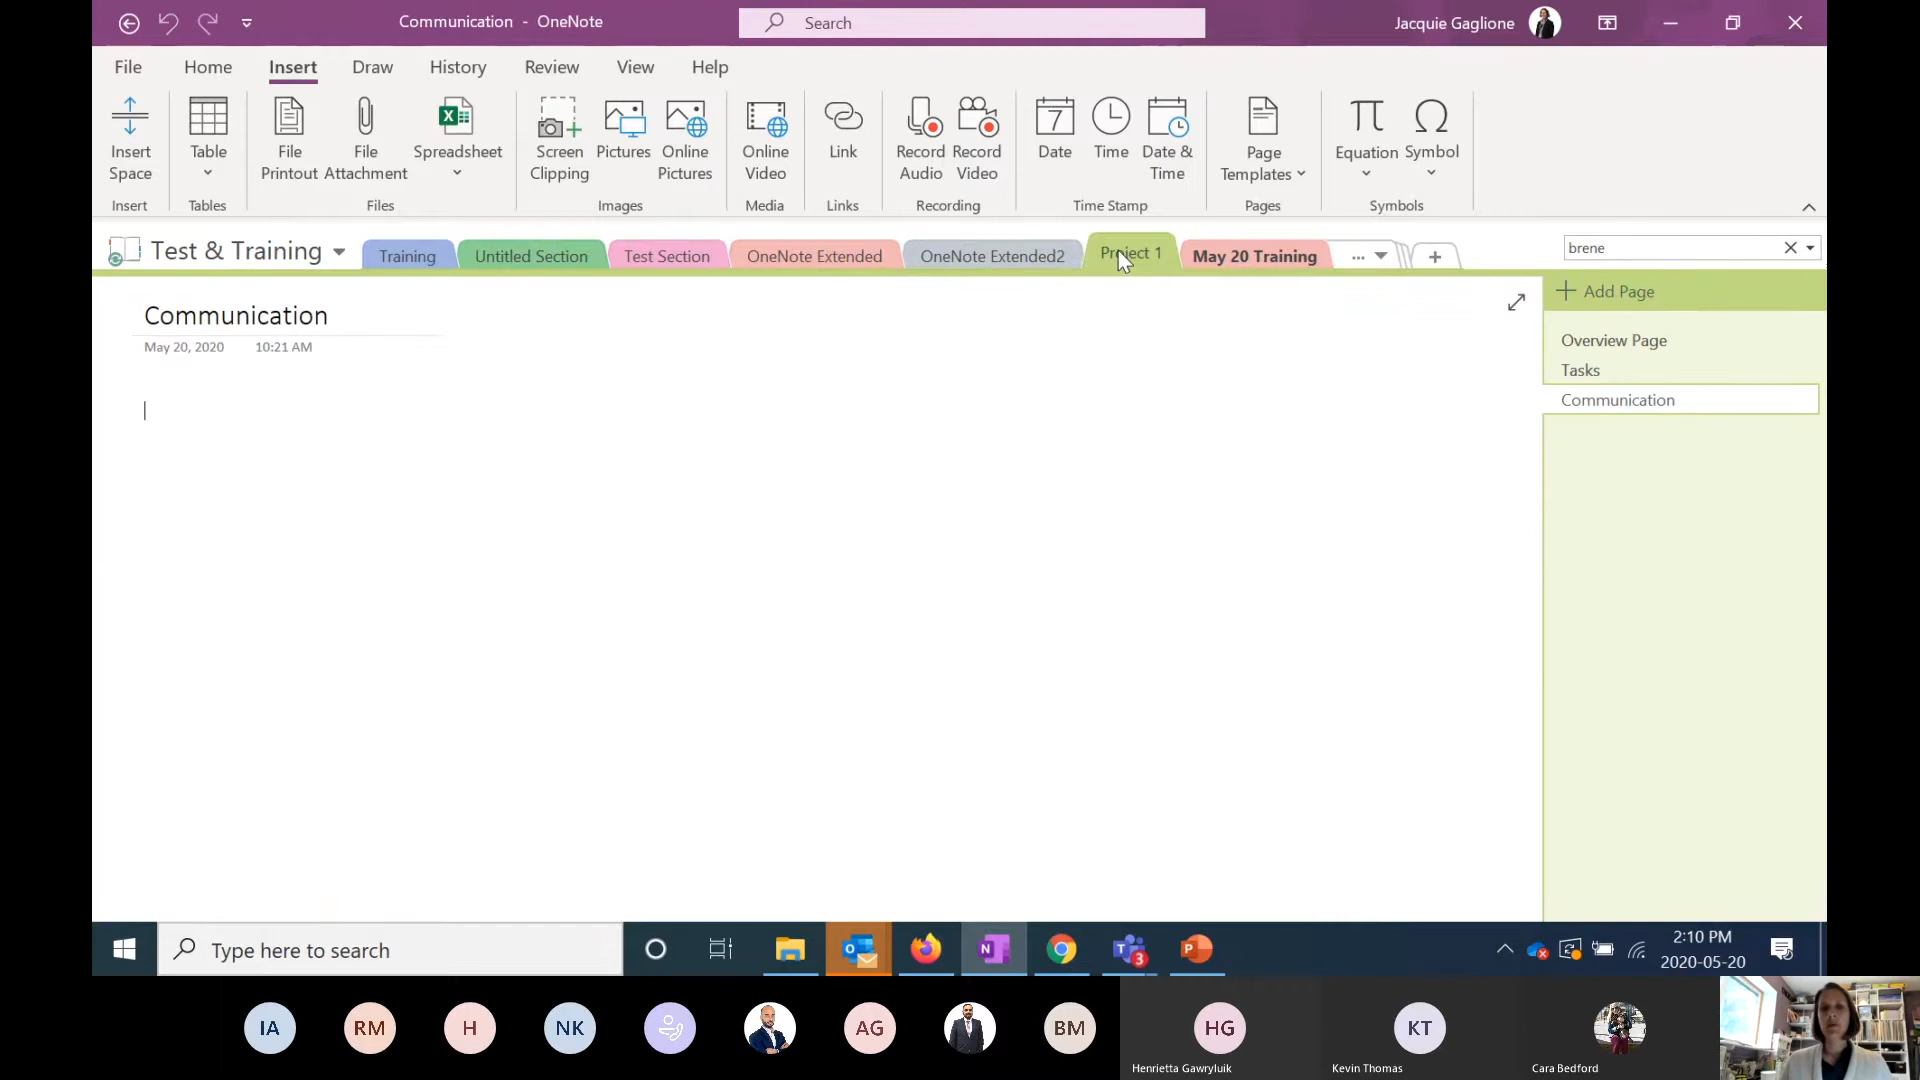 Communication - OneNote
Search
Jacquie Gaglione
File Home Insert Draw History Review View Help
Insert Space
Table
File Printout
File Attachment
Spreadsheet
Screen Clipping
Pictures
Online Pictures
Online Video
Link
Record Audio
Record Video
Date
Time
Date & Time
Page Templates
Equation
Symbol
Insert Tables Files Images Media Links Recording Time Stamp Pages Symbols
Test & Training
Training
Untitled Section
Test Section
OneNote Extended
OneNote Extended2
Project 1
May 20 Training
...
brene
Add Page
Communication
May 20, 2020 10:21 AM
Overview Page
Tasks
Communication
Type here to search
3
2:10 PM
2020-05-20
IA RM H NK AG BM HG KT
Henrietta Gawryluik
Kevin Thomas
Cara Bedford